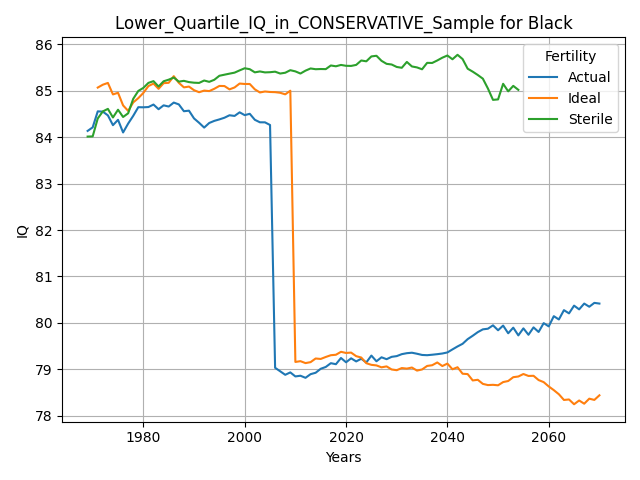 Lower_Quartile_IQ_in_CONSERVATIVE_Sample for Black
Fertility
Actual
Ideal
Sterile
IQ
86
85
84
83
82
81
80
79
78
1980 2000 2020 2040 2060
Years